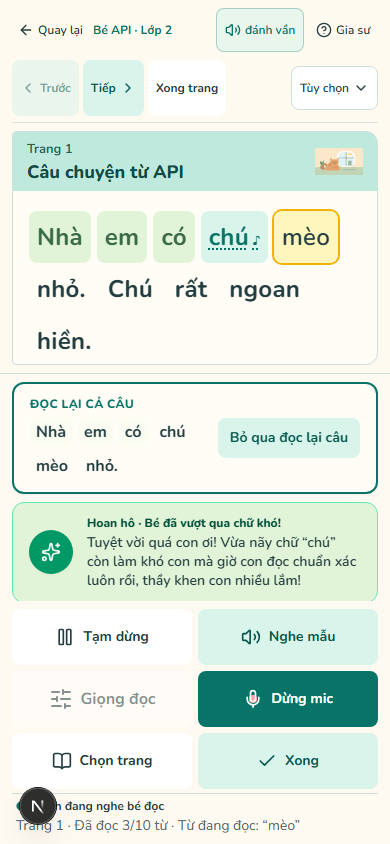 Quay lại Bé API · Lớp 2 đánh vần Gia sư
Trước Tiếp Xong trang Tùy chọn
Trang 1
Câu chuyện từ API
Nhà em có chú ♪ mèo
nhỏ. Chú rất ngoan
hiền.
ĐỌC LẠI CẢ CÂU
Nhà em có chú
mèo nhỏ.
Bỏ qua đọc lại câu
Hoan hô · Bé đã vượt qua chữ khó!
Tuyệt vời quá con ơi! Vừa nãy chữ “chú”
còn làm khó con mà giờ con đọc chuẩn xác
luôn rồi, thầy khen con nhiều lắm!
Tạm dừng Nghe mẫu
Giọng đọc Dừng mic
Chọn trang Xong
N
đang nghe bé đọc
Trang 1 · Đã đọc 3/10 từ · Từ đang đọc: “mèo”